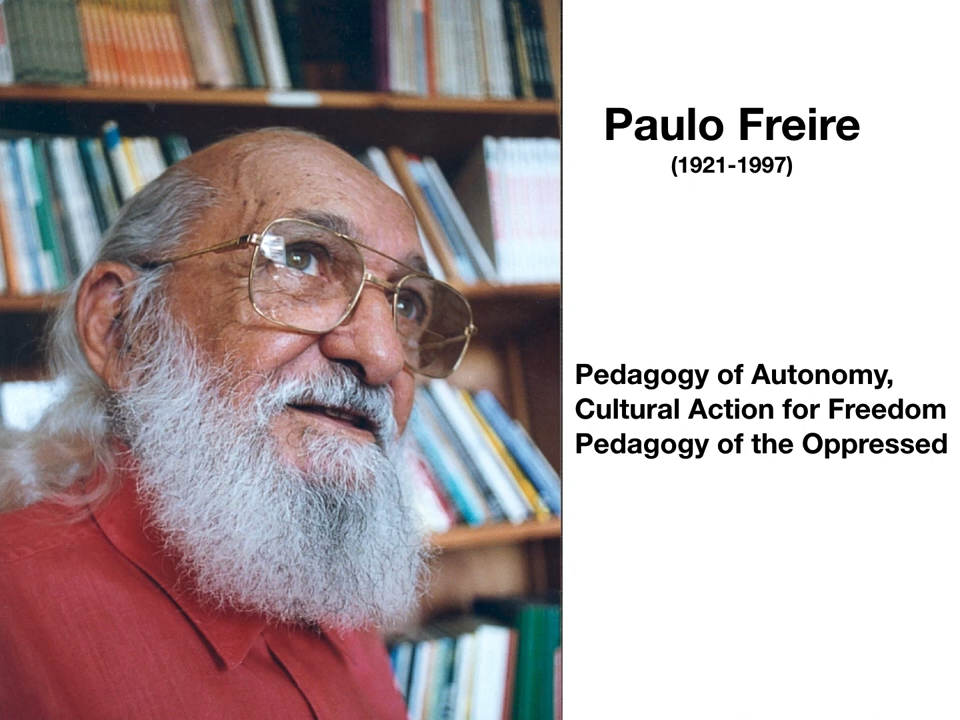 Paulo Freire
(1921-1997)
Pedagogy of Autonomy,
Cultural Action for Freedom
Pedagogy of the Oppressed